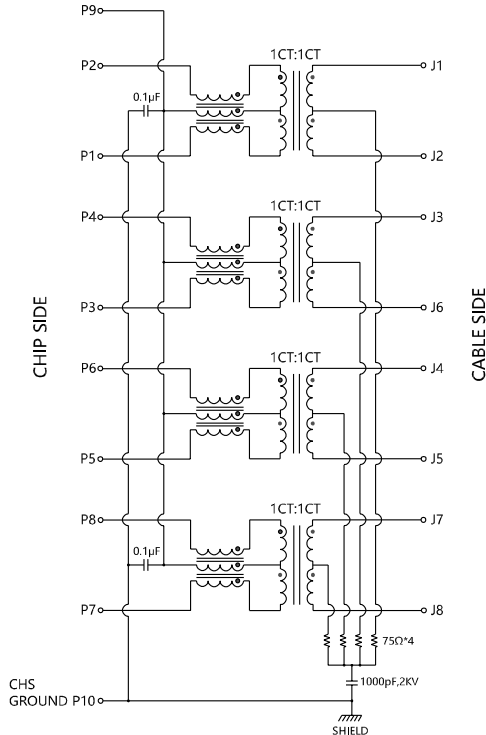 P9
1CT:1CT
P2
J1
0.1μF
P1
J2
1CT:1CT
P4
J3
CHIP SIDE
CABLE SIDE
P3
J6
1CT:1CT
P6
J4
P5
J5
1CT:1CT
P8
J7
0.1μF
P7
J8
75Ω*4
CHS
GROUND P10
1000pF,2KV
SHIELD